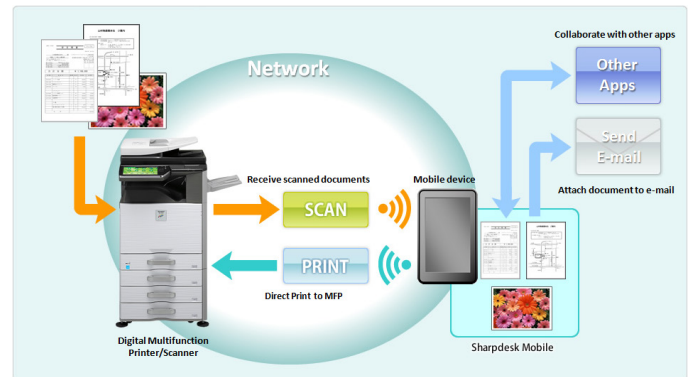 Collaborate with other apps
Network
Other
Apps
Send
E-mail
Receive scanned documents
Mobile device
Attach document to e-mail
SCAN
PRINT
Direct Print to MFP
Digital Multifunction
Printer/Scanner
Sharpdesk Mobile